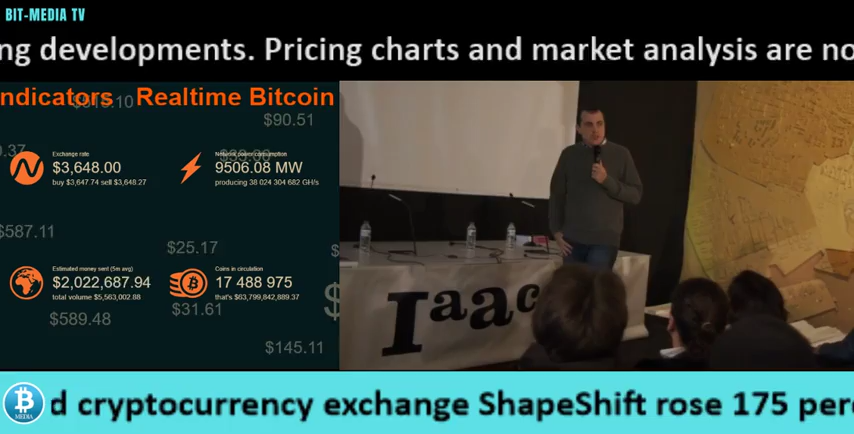 BIT-MEDIA TV
ng developments. Pricing charts and market analysis are no
ndicators Realtime Bitcoin
$90.51
Exchange rate
$3,648.00
buy $3,647.74 sell $3,648.27
9506.08 MW
producing 38 024 304 682 GH/s
$587.11
$25.17
Estimated money sent (5m avg)
$2,022,687.94
total volume $5,563,002.88
Coins in circulation
17 488 975
that's $63,799,842,889.37
$589.48
$31.61
$145.11
Iaac
B
MEDIA
d cryptocurrency exchange ShapeShift rose 175 per